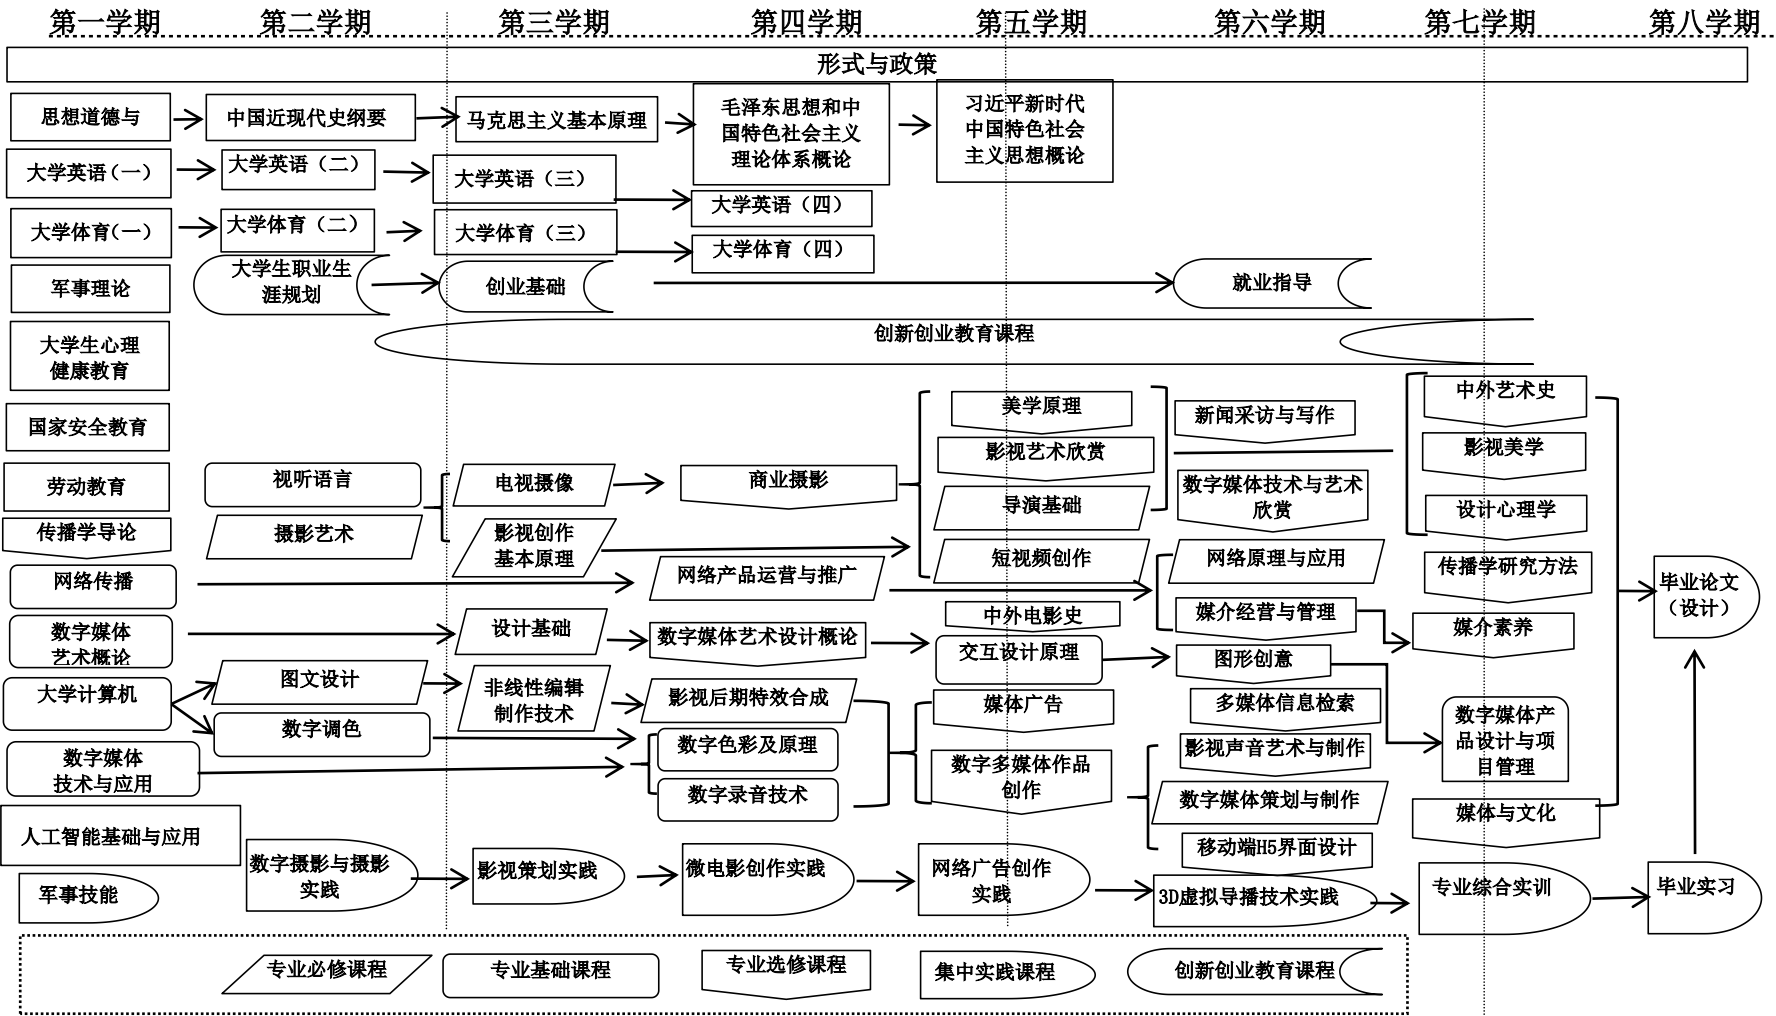 第一学期
第二学期
第三学期
第四学期
第五学期
第六学期
第七学期
第八学期
形式与政策
思想道德与
中国近现代史纲要
马克思主义基本原理
毛泽东思想和中
国特色社会主义
理论体系概论
习近平新时代
中国特色社会
主义思想概论
大学英语（一）
大学英语（二）
大学英语（三）
大学英语（四）
大学体育（一）
大学体育（二）
大学体育（三）
大学体育（四）
军事理论
大学生职业生
涯规划
创业基础
就业指导
大学生心理
健康教育
创新创业教育课程
国家安全教育
美学原理
新闻采访与写作
中外艺术史
影视艺术欣赏
影视美学
劳动教育
视听语言
电视摄像
商业摄影
导演基础
数字媒体技术与艺术
欣赏
设计心理学
传播学导论
摄影艺术
影视创作
基本原理
短视频创作
网络原理与应用
传播学研究方法
网络传播
网络产品运营与推广
中外电影史
媒介经营与管理
媒介素养
毕业论文
（设计）
数字媒体
艺术概论
设计基础
数字媒体艺术设计概论
交互设计原理
图形创意
大学计算机
图文设计
非线性编辑
制作技术
影视后期特效合成
媒体广告
多媒体信息检索
数字媒体产
品设计与项
目管理
数字调色
数字色彩及原理
影视声音艺术与制作
数字媒体
技术与应用
数字录音技术
数字多媒体作品
创作
数字媒体策划与制作
媒体与文化
人工智能基础与应用
移动端H5界面设计
军事技能
数字摄影与摄影
实践
影视策划实践
微电影创作实践
网络广告创作
实践
3D虚拟导播技术实践
专业综合实训
毕业实习
专业必修课程
专业基础课程
专业选修课程
集中实践课程
创新创业教育课程